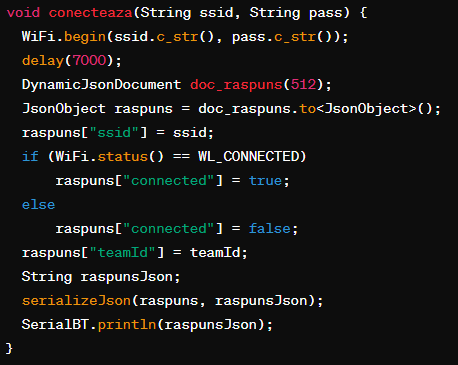 void conecteaza(String ssid, String pass) {
  WiFi.begin(ssid.c_str(), pass.c_str());
  delay(7000);
  DynamicJsonDocument doc_raspuns(512);
  JsonObject raspuns = doc_raspuns.to<JsonObject>();
  raspuns["ssid"] = ssid;
  if (WiFi.status() == WL_CONNECTED)
      raspuns["connected"] = true;
  else
      raspuns["connected"] = false;
  raspuns["teamId"] = teamId;
  String raspunsJson;
  serializeJson(raspuns, raspunsJson);
  SerialBT.println(raspunsJson);
}